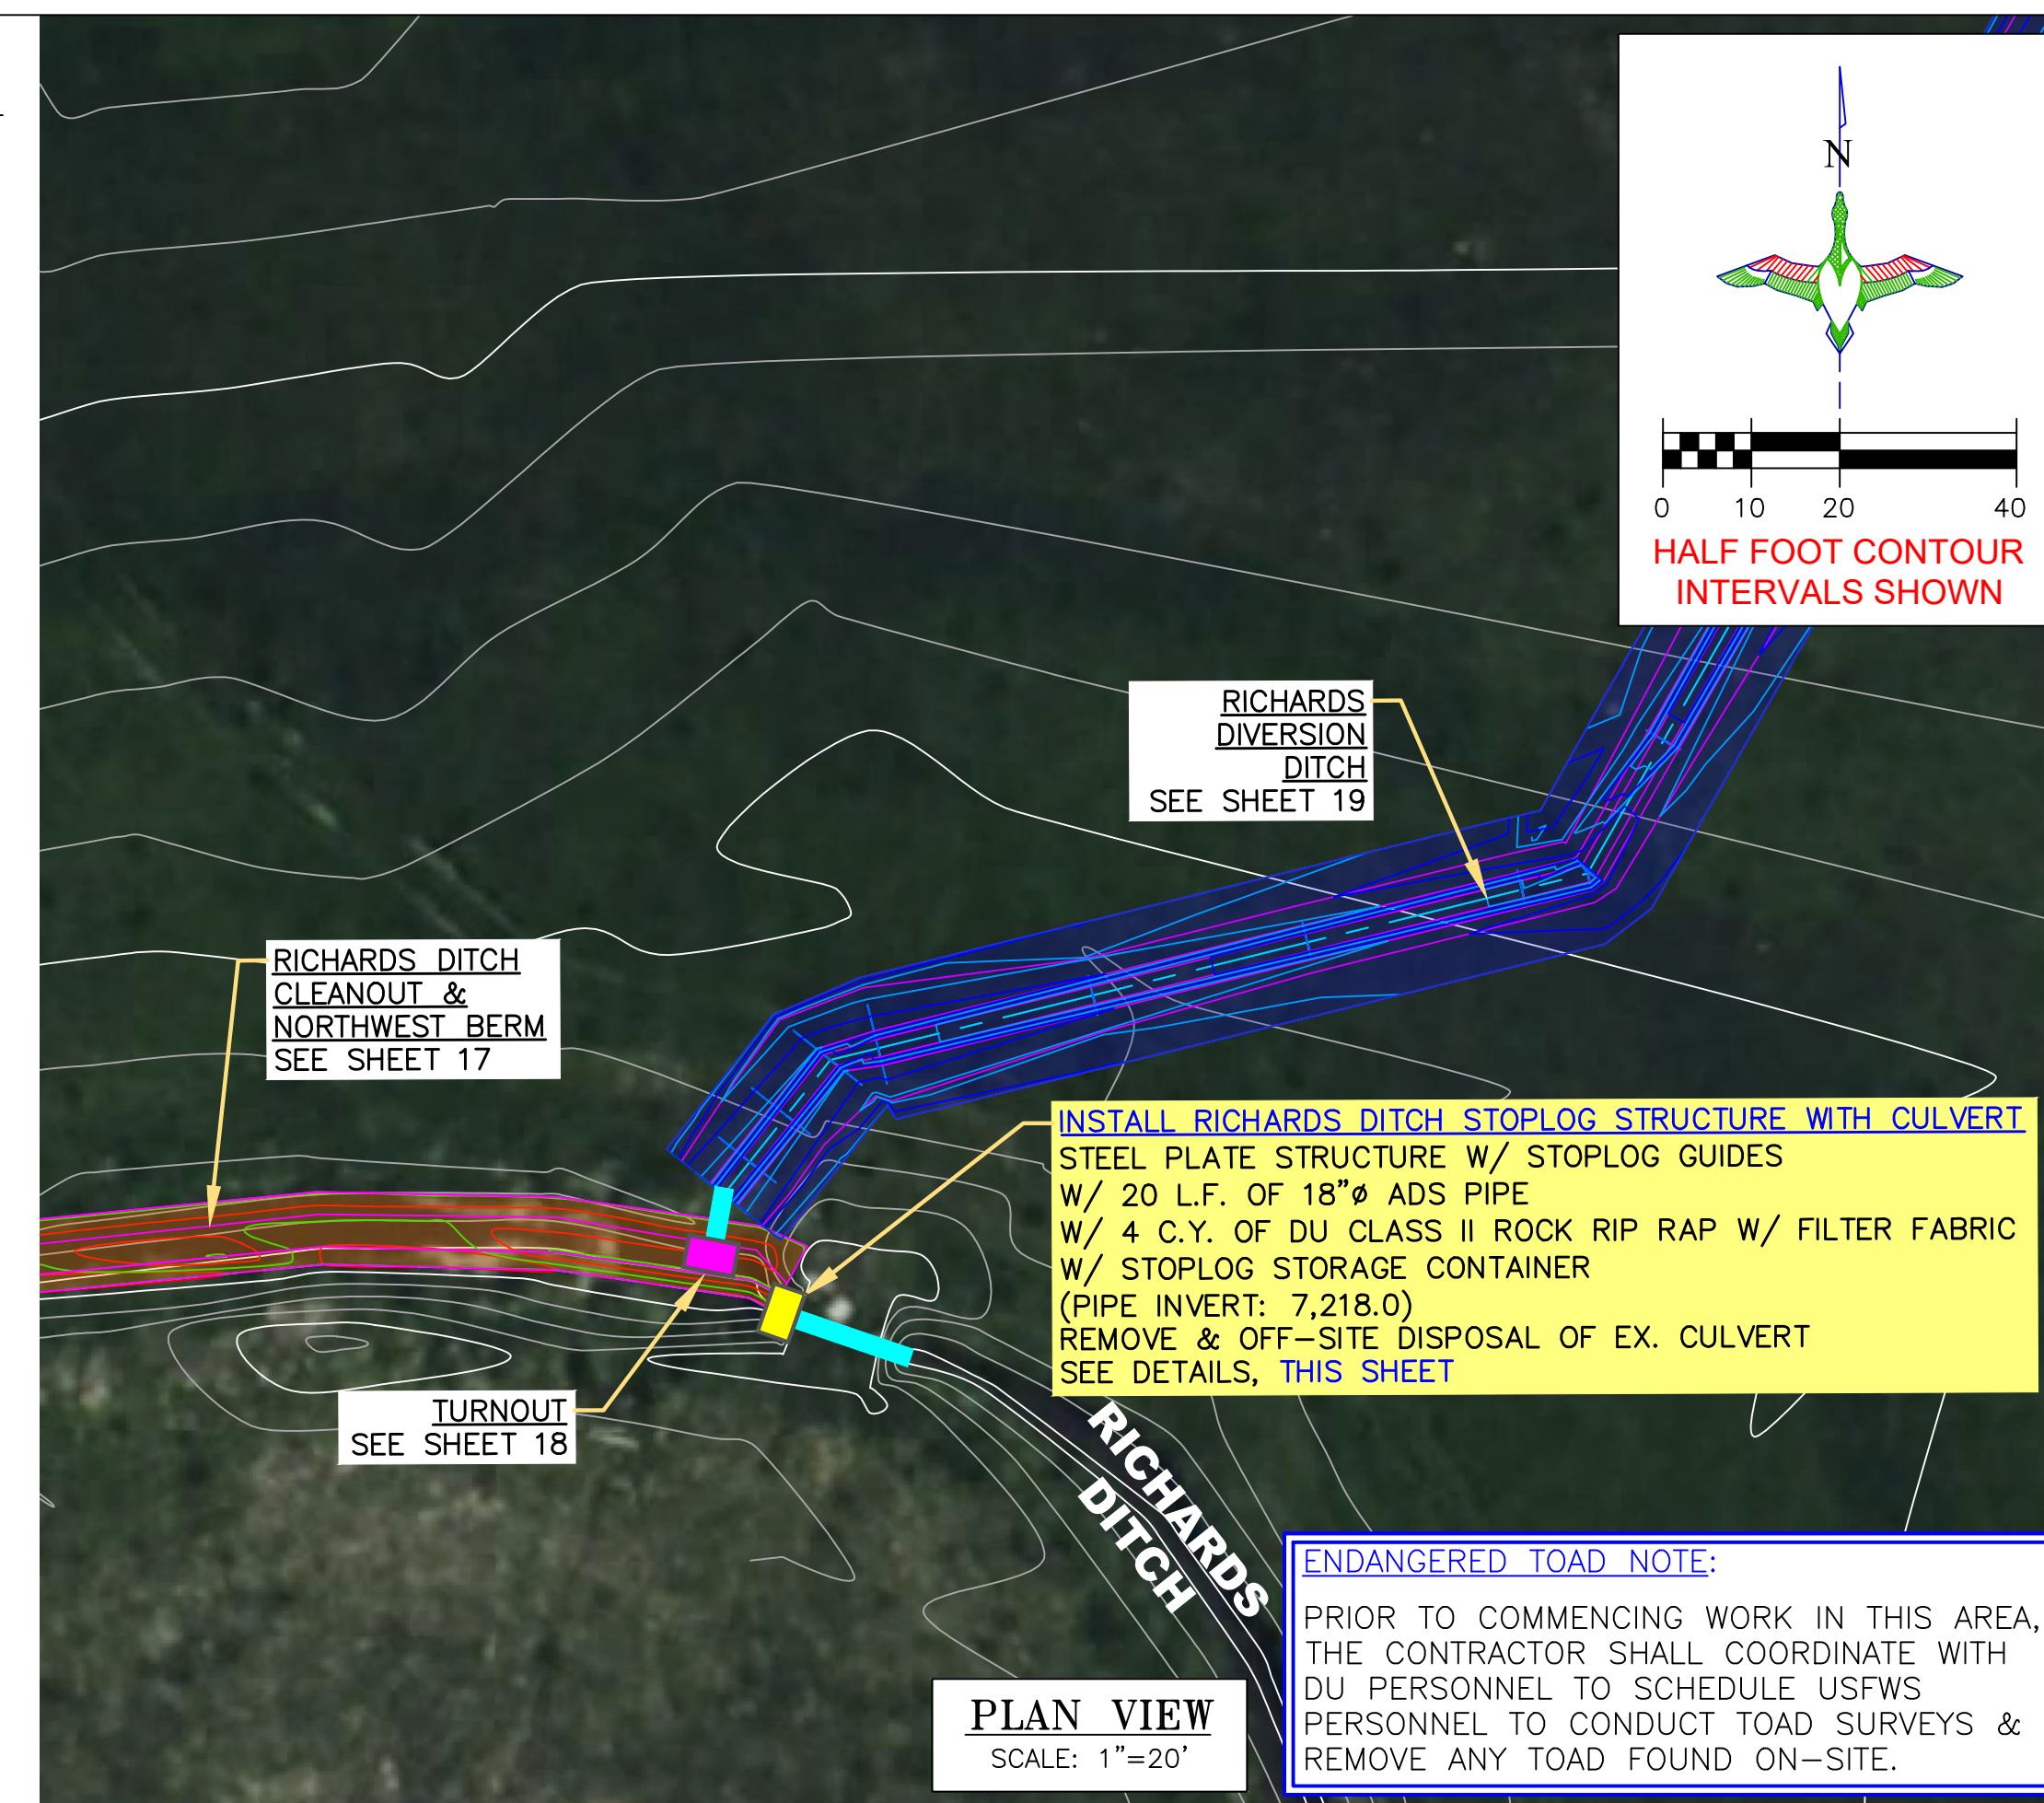 N
0 10 20 40
HALF FOOT CONTOUR
INTERVALS SHOWN
RICHARDS
DIVERSION
DITCH
SEE SHEET 19
RICHARDS DITCH
CLEANOUT &
NORTHWEST BERM
SEE SHEET 17
INSTALL RICHARDS DITCH STOPLOG STRUCTURE WITH CULVERT
STEEL PLATE STRUCTURE W/ STOPLOG GUIDES
W/ 20 L.F. OF 18"ø ADS PIPE
W/ 4 C.Y. OF DU CLASS II ROCK RIP RAP W/ FILTER FABRIC
W/ STOPLOG STORAGE CONTAINER
(PIPE INVERT: 7,218.0)
REMOVE & OFF-SITE DISPOSAL OF EX. CULVERT
SEE DETAILS, THIS SHEET
TURNOUT
SEE SHEET 18
RICHARDS
DITCH
ENDANGERED TOAD NOTE:
PRIOR TO COMMENCING WORK IN THIS AREA,
THE CONTRACTOR SHALL COORDINATE WITH
DU PERSONNEL TO SCHEDULE USFWS
PERSONNEL TO CONDUCT TOAD SURVEYS &
REMOVE ANY TOAD FOUND ON-SITE.
PLAN VIEW
SCALE: 1"=20'